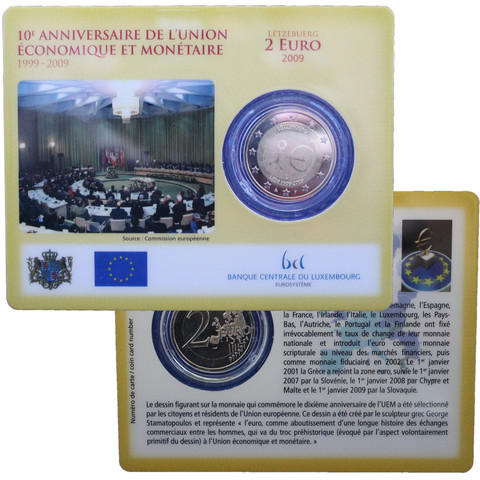 10E ANNIVERSAIRE DE L'UNION
ÉCONOMIQUE ET MONÉTAIRE
1999-2009
LËTZEBUERG
2 EURO
2009
Source : Commission européenne
bcl
BANQUE CENTRALE DU LUXEMBOURG
EUROSYSTÈME
Numéro de carte / coin card number
2
l'Espagne,
la France, l'Irlande, l'Italie, le Luxembourg, les Pays-
Bas, l'Autriche, le Portugal et la Finlande ont fixé
irrévocablement le taux de change de leur monnaie
nationale et introduit l'euro comme monnaie
scripturale au niveau des marchés financiers, puis
comme monnaie fiduciaire, en 2002. Le 1er janvier
2001 la Grèce a rejoint la zone euro, suivie le 1er janvier
2007 par la Slovénie, le 1er janvier 2008 par Chypre et
Malte et le 1er janvier 2009 par la Slovaquie.
Le dessin figurant sur la monnaie qui commémore le dixième anniversaire de l'UEM a été sélectionné
par les citoyens et résidents de l'Union européenne. Ce dessin a été créé par le sculpteur grec George
Stamatopoulos et représente « l'euro, comme aboutissement d'une longue histoire des échanges
commerciaux entre les hommes, qui va du troc préhistorique (évoqué par l'aspect volontairement
primitif du dessin) à l'Union économique et monétaire. »